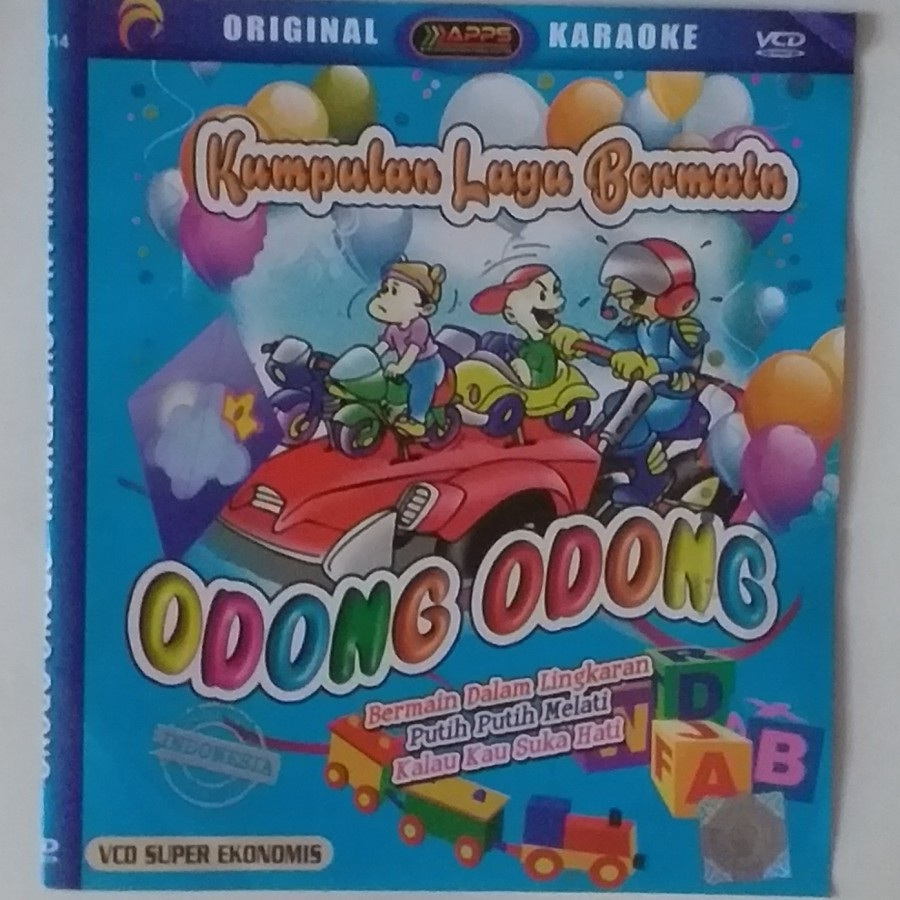 ORIGINAL APPS KARAOKE VCD
Kumpulan Lagu Bermain
ODONG ODONG
Bermain Dalam Lingkaran
Putih Putih Melati
Kalau Kau Suka Hati
INDONESIA
R
D
W
J
F
A
B
VCD SUPER EKONOMIS